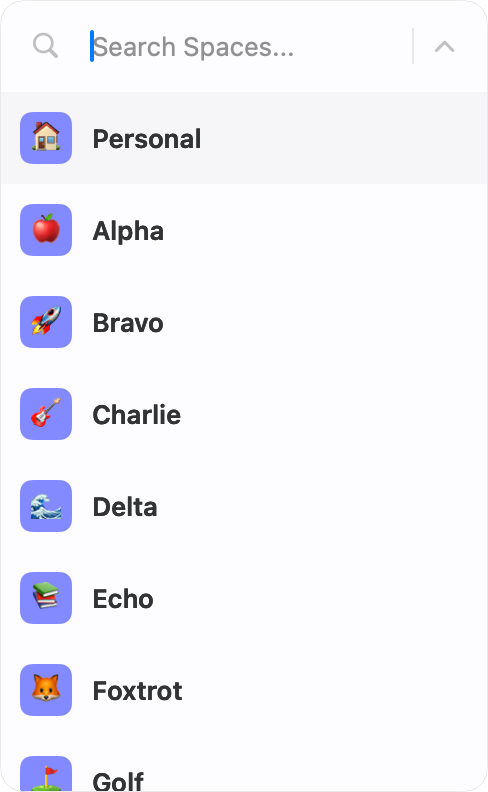 Search Spaces...
Personal
Alpha
Bravo
Charlie
Delta
Echo
Foxtrot
Golf